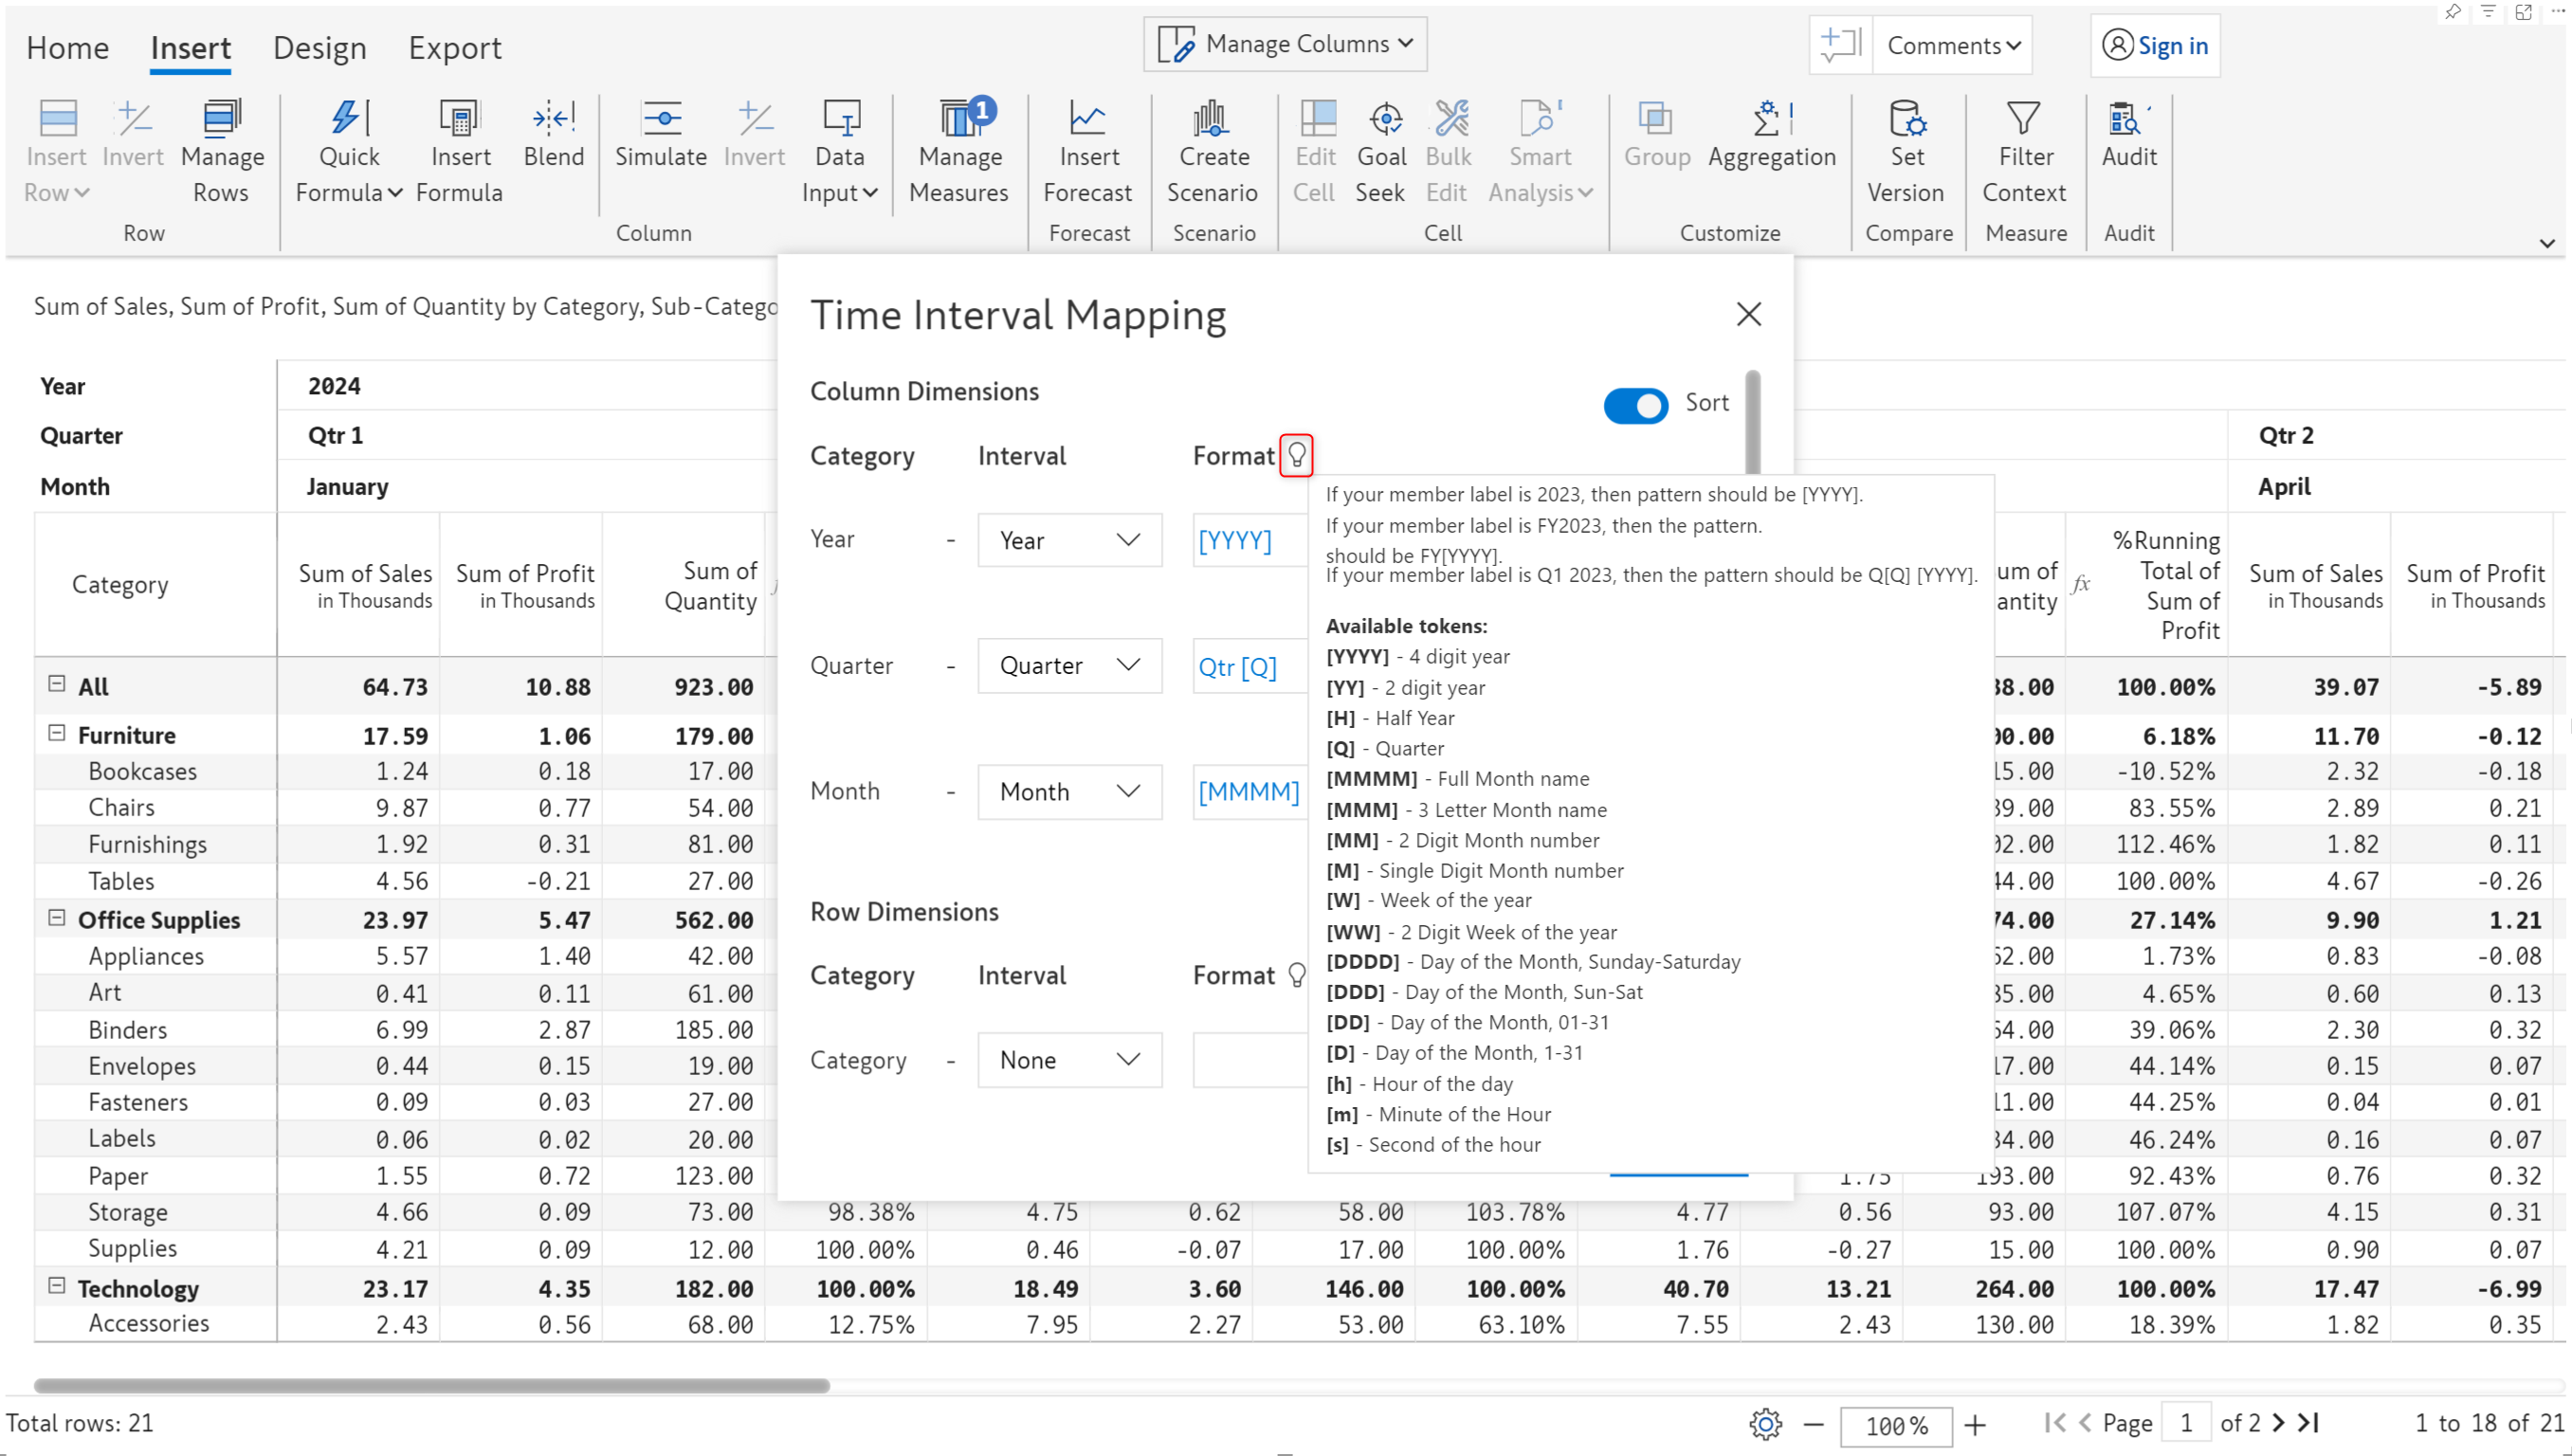 Home Insert Design Export Manage Columns Comments Sign in
Insert Row Invert Manage Rows Quick Formula Insert Formula Blend Simulate Invert Data Input Manage Measures 1 Insert Forecast Create Scenario Edit Cell Goal Seek Bulk Edit Smart Analysis Group Aggregation Set Version Filter Context Audit
Row Column Forecast Scenario Cell Customize Compare Measure Audit
Sum of Sales, Sum of Profit, Sum of Quantity by Category, Sub-Catego
Time Interval Mapping
Column Dimensions Sort
Category Interval Format
Year - Year [YYYY]
Quarter - Quarter Qtr [Q]
Month - Month [MMMM]
Row Dimensions
Category Interval Format
Category - None
If your member label is 2023, then pattern should be [YYYY].
If your member label is FY2023, then the pattern.
should be FY[YYYY].
If your member label is Q1 2023, then the pattern should be Q[Q] [YYYY].
Available tokens:
[YYYY] - 4 digit year
[YY] - 2 digit year
[H] - Half Year
[Q] - Quarter
[MMMM] - Full Month name
[MMM] - 3 Letter Month name
[MM] - 2 Digit Month number
[M] - Single Digit Month number
[W] - Week of the year
[WW] - 2 Digit Week of the year
[DDDD] - Day of the Month, Sunday-Saturday
[DDD] - Day of the Month, Sun-Sat
[DD] - Day of the Month, 01-31
[D] - Day of the Month, 1-31
[h] - Hour of the day
[m] - Minute of the Hour
[s] - Second of the hour
Year 2024
Quarter Qtr 1 Qtr 2
Month January April
Category Sum of Sales in Thousands Sum of Profit in Thousands Sum of Quantity um of antity fx %Running Total of Sum of Profit Sum of Sales in Thousands Sum of Profit in Thousands
All 64.73 10.88 923.00 38.00 100.00% 39.07 -5.89
Furniture 17.59 1.06 179.00 00.00 6.18% 11.70 -0.12
Bookcases 1.24 0.18 17.00 15.00 -10.52% 2.32 -0.18
Chairs 9.87 0.77 54.00 39.00 83.55% 2.89 0.21
Furnishings 1.92 0.31 81.00 02.00 112.46% 1.82 0.11
Tables 4.56 -0.21 27.00 44.00 100.00% 4.67 -0.26
Office Supplies 23.97 5.47 562.00 74.00 27.14% 9.90 1.21
Appliances 5.57 1.40 42.00 1.73% 0.83 -0.08
Art 0.41 0.11 61.00 4.65% 0.60 0.13
Binders 6.99 2.87 185.00 39.06% 2.30 0.32
Envelopes 0.44 0.15 19.00 17.00 44.14% 0.15 0.07
Fasteners 0.09 0.03 27.00 11.00 44.25% 0.04 0.01
Labels 0.06 0.02 20.00 34.00 46.24% 0.16 0.07
Paper 1.55 0.72 123.00 1.75 193.00 92.43% 0.76 0.32
Storage 4.66 0.09 73.00 98.38% 4.75 0.62 58.00 103.78% 4.77 0.56 93.00 107.07% 4.15 0.31
Supplies 4.21 0.09 12.00 100.00% 0.46 -0.07 17.00 100.00% 1.76 -0.27 15.00 100.00% 0.90 0.07
Technology 23.17 4.35 182.00 100.00% 18.49 3.60 146.00 100.00% 40.70 13.21 264.00 100.00% 17.47 -6.99
Accessories 2.43 0.56 68.00 12.75% 7.95 2.27 53.00 63.10% 7.55 2.43 130.00 18.39% 1.82 0.35
Total rows: 21 100% Page 1 of 2 1 to 18 of 21